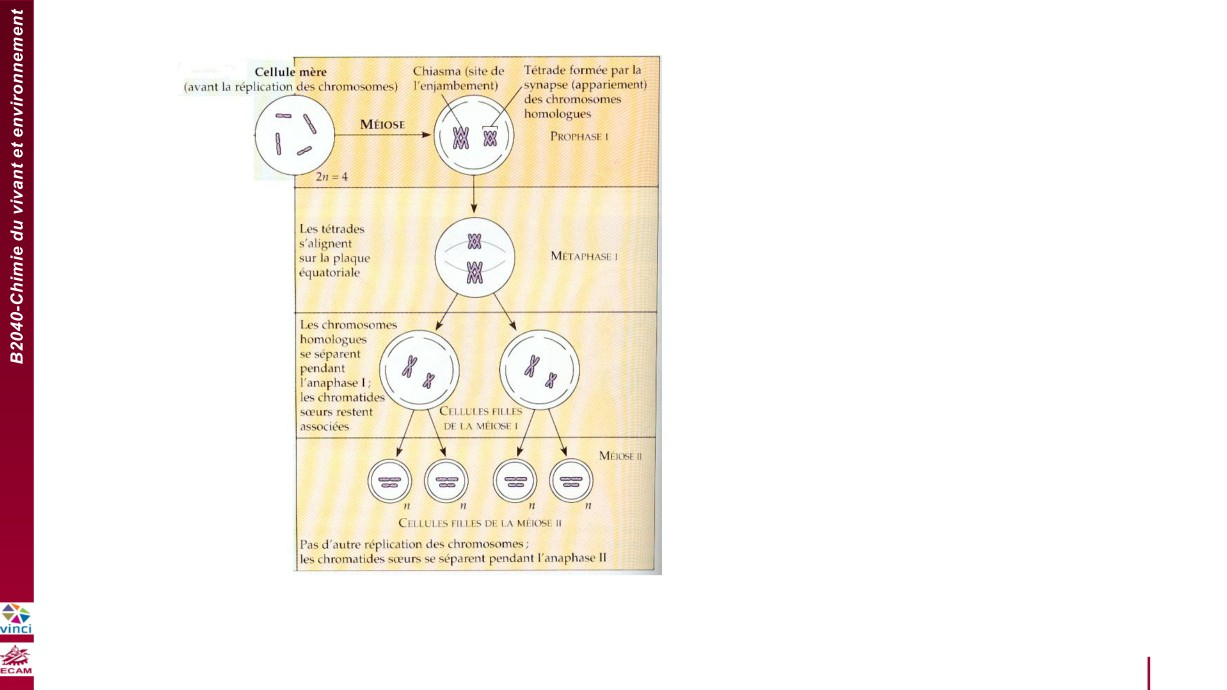 B2040-Chimie du vivant et environnement
Cellule mère
(avant la réplication des chromosomes)
Chiasma (site de
l'enjambement)
Tétrade formée par la
synapse (appariement)
des chromosomes
homologues
MÉIOSE
PROPHASE I
2n = 4
Les tétrades
s'alignent
sur la plaque
équatoriale
MÉTAPHASE I
Les chromosomes
homologues
se séparent
pendant
l'anaphase I ;
les chromatides
sœurs restent
associées
CELLULES FILLES
DE LA MÉIOSE I
MÉIOSE II
n
n
n
n
CELLULES FILLES DE LA MÉIOSE II
Pas d'autre réplication des chromosomes ;
les chromatides sœurs se séparent pendant l'anaphase II
vinci
ECAM